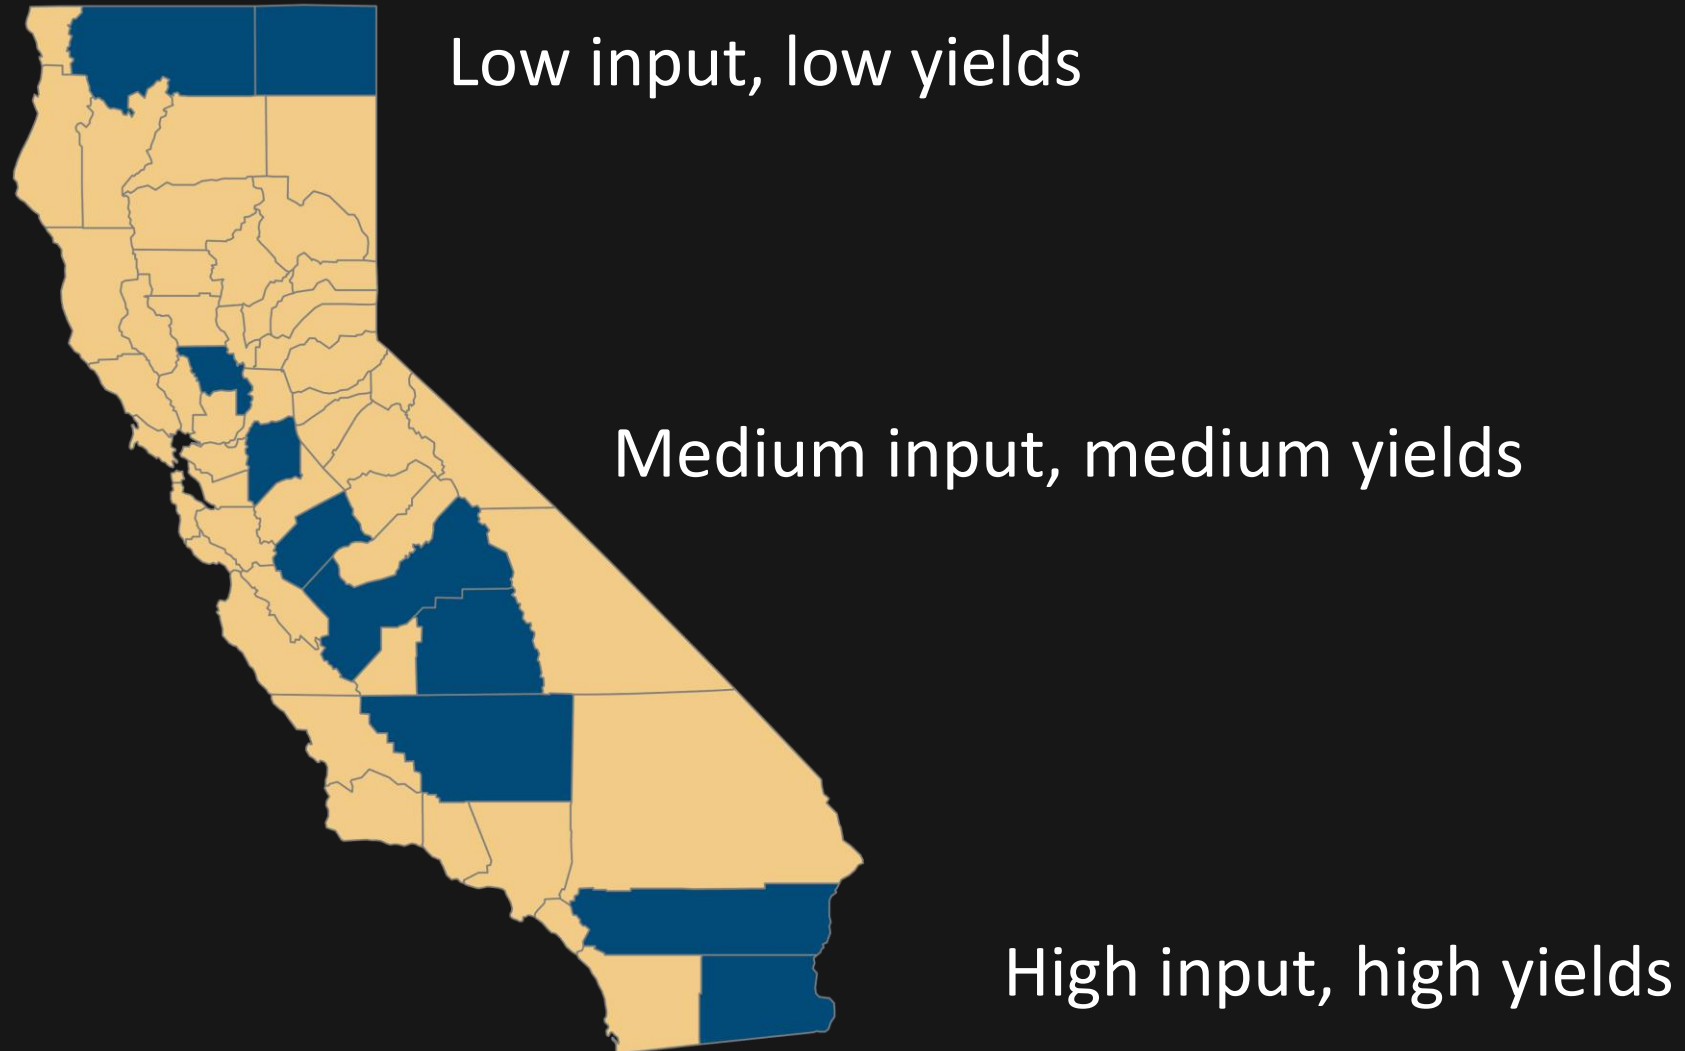 Low input, low yields
Medium input, medium yields
High input, high yields